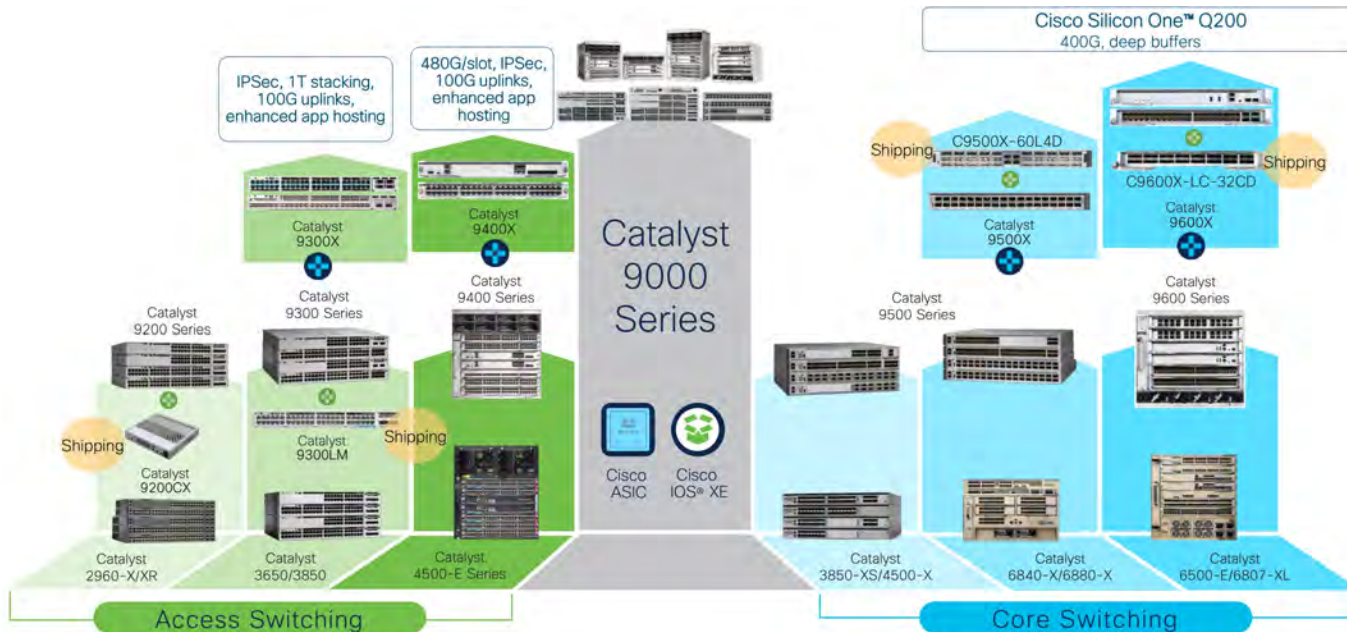 Cisco Silicon One™ Q200
400G, deep buffers
480G/slot, IPSec,
100G uplinks,
enhanced app
hosting
IPSec, 1T stacking,
100G uplinks,
enhanced app hosting
Shipping
C9500X-60L4D
Shipping
C9600X-LC-32CD
Catalyst
9300X
Catalyst
9400X
Catalyst
9500X
Catalyst
9600X
Catalyst
9000
Series
Catalyst
9200 Series
Catalyst
9300 Series
Catalyst
9400 Series
Catalyst
9500 Series
Catalyst
9600 Series
Shipping
Catalyst
9200CX
Catalyst
9300LM
Shipping
Cisco
ASIC
Cisco
IOS® XE
Catalyst
2960-X/XR
Catalyst
3650/3850
Catalyst
4500-E Series
Catalyst
3850-XS/4500-X
Catalyst
6840-X/6880-X
Catalyst
6500-E/6807-XL
Access Switching
Core Switching